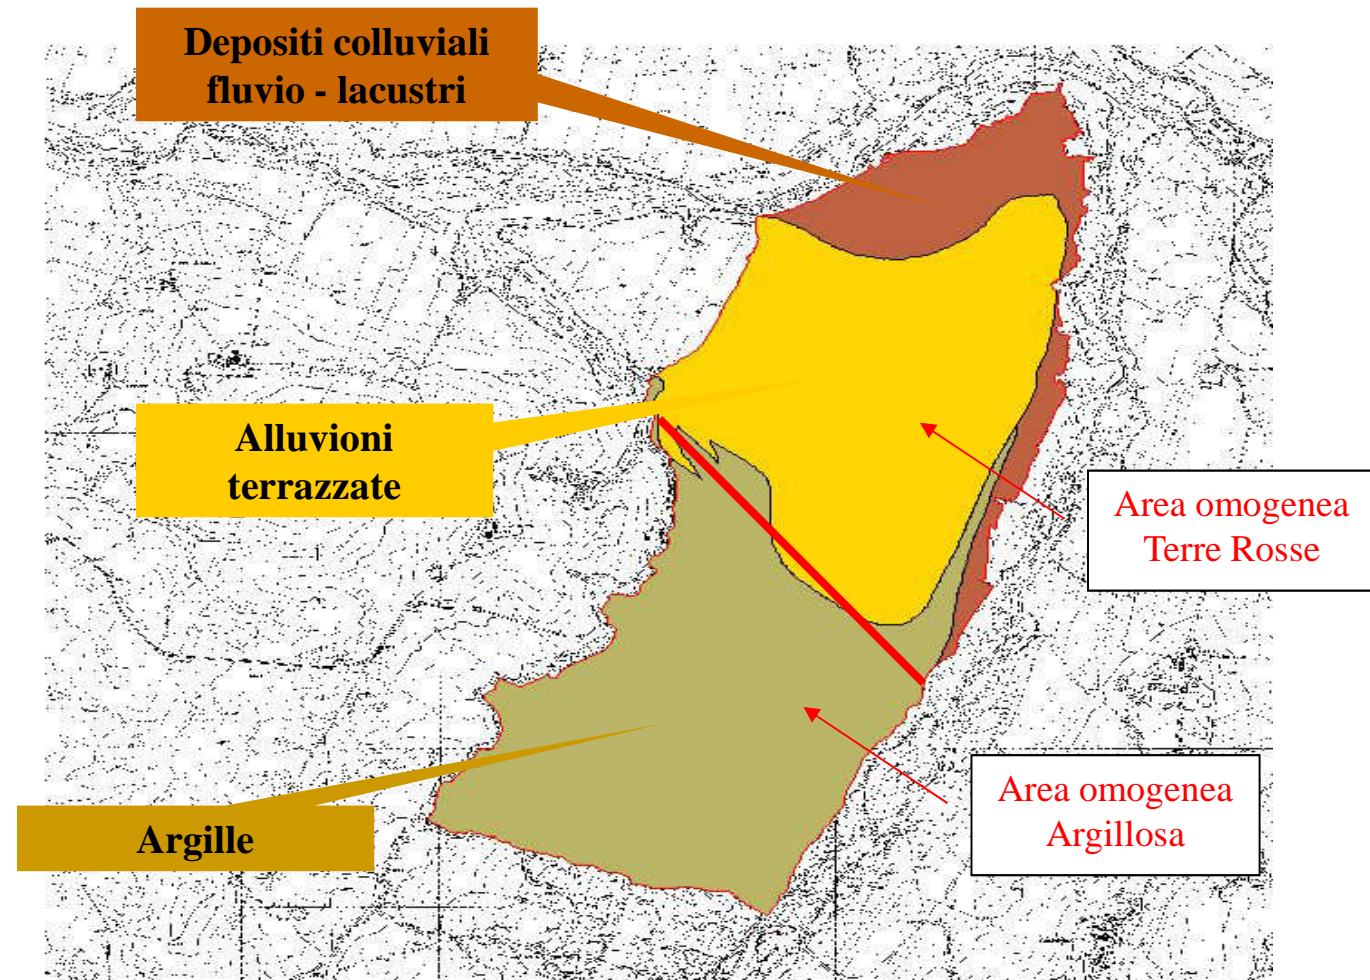 Depositi colluviali
fluvio - lacustri
Alluvioni
terrazzate
Area omogenea
Terre Rosse
Area omogenea
Argillosa
Argille